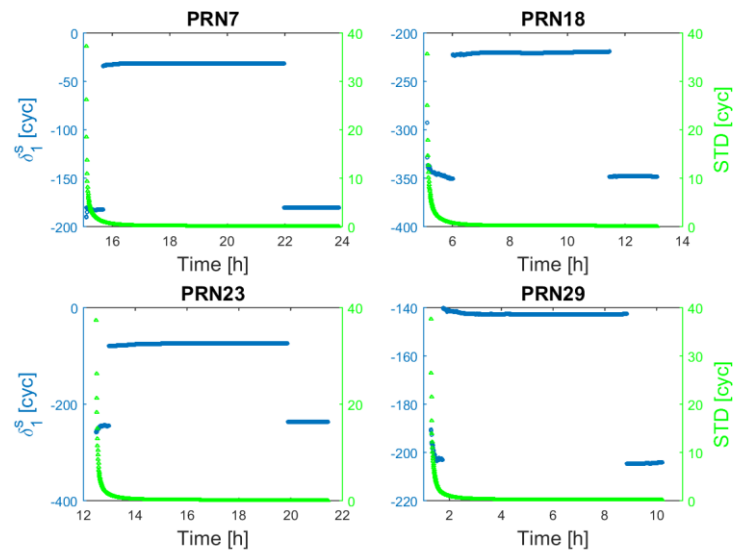 PRN7
0
-50
-100
-150
-200
δ₁ˢ [cyc]
40
30
20
10
0
16 18 20 22 24
Time [h]
PRN18
-200
-250
-300
-350
-400
40
30
20
10
0
STD [cyc]
6 8 10 12 14
Time [h]
PRN23
0
-200
-400
δ₁ˢ [cyc]
40
30
20
10
0
12 14 16 18 20 22
Time [h]
PRN29
-140
-160
-180
-200
-220
40
30
20
10
0
STD [cyc]
2 4 6 8 10
Time [h]